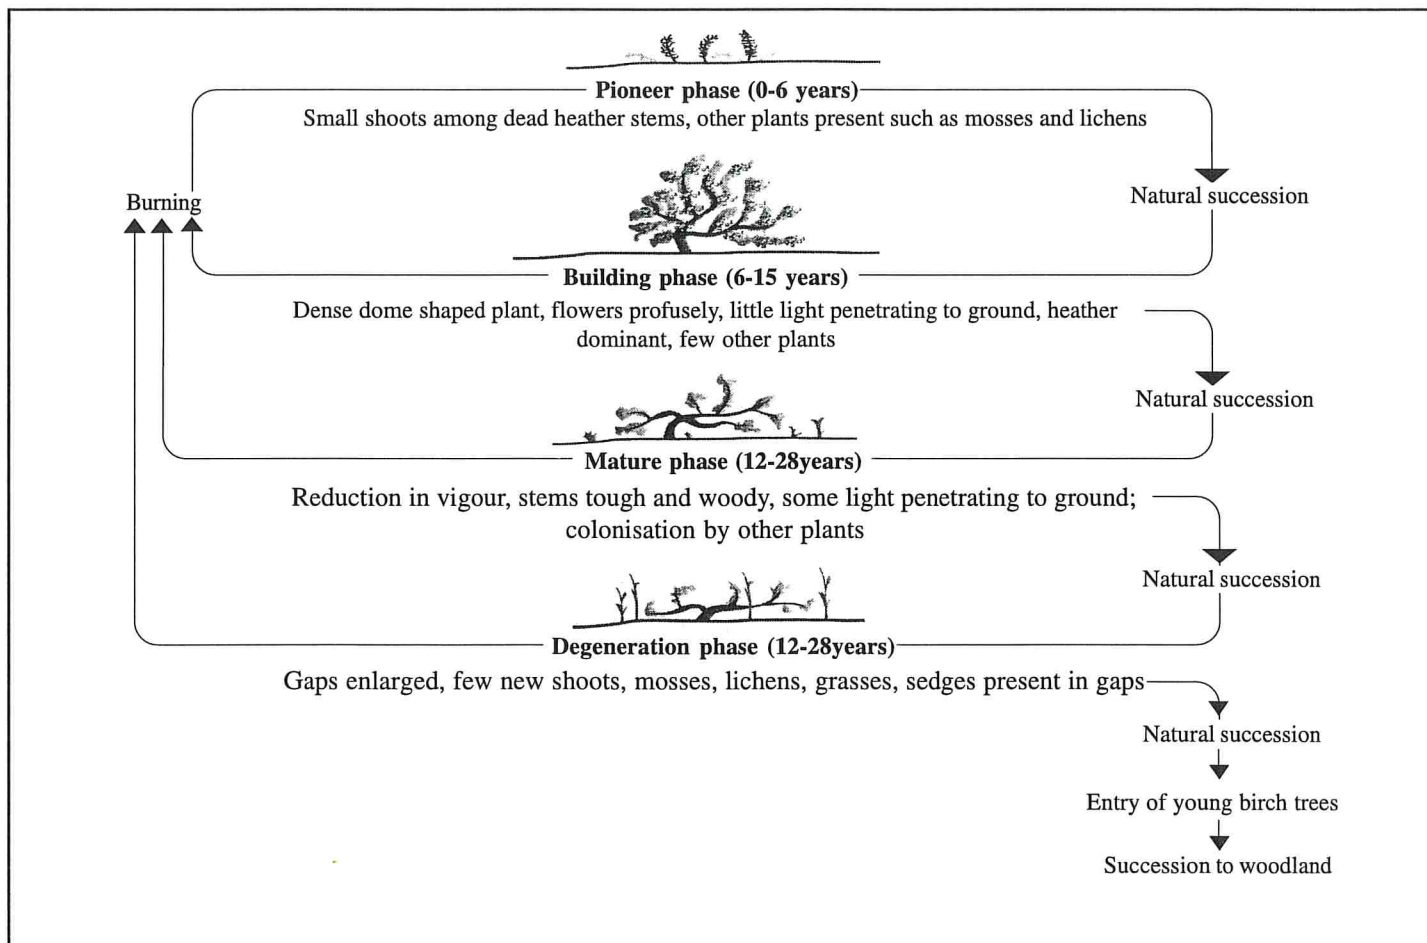 Pioneer phase (0-6 years)
Small shoots among dead heather stems, other plants present such as mosses and lichens
Burning
Natural succession
Building phase (6-15 years)
Dense dome shaped plant, flowers profusely, little light penetrating to ground, heather
dominant, few other plants
Natural succession
Mature phase (12-28years)
Reduction in vigour, stems tough and woody, some light penetrating to ground;
colonisation by other plants
Natural succession
Degeneration phase (12-28years)
Gaps enlarged, few new shoots, mosses, lichens, grasses, sedges present in gaps
Natural succession
Entry of young birch trees
Succession to woodland